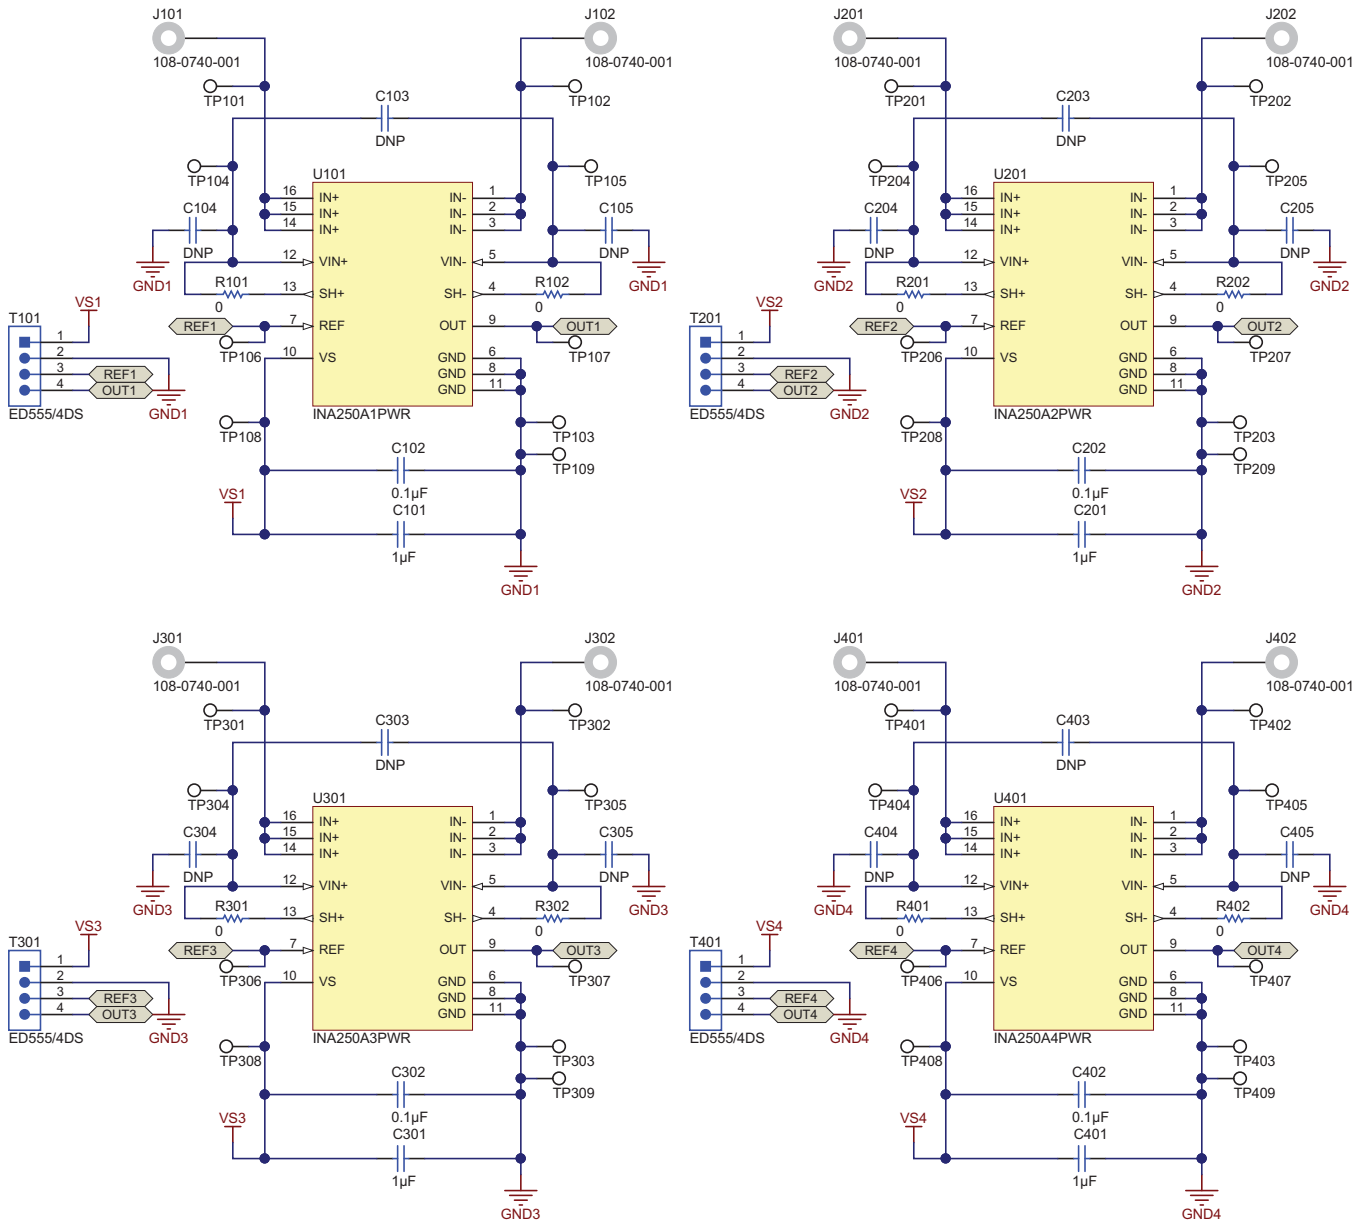 J101
108-0740-001
J102
108-0740-001
TP101
TP102
C103
DNP
TP104
TP105
U101
C104
DNP
GND1
C105
DNP
GND1
16 IN+
15 IN+
14 IN+
12 VIN+
13 SH+
7 REF
10 VS
IN- 1
IN- 2
IN- 3
VIN- 5
SH- 4
OUT 9
GND 6
GND 8
GND 11
R101
0
R102
0
REF1
OUT1
TP106
TP107
VS1
T101
1
2
3 REF1
4 OUT1
ED555/4DS
GND1
INA250A1PWR
TP108
TP103
TP109
C102
0.1µF
VS1
C101
1µF
GND1
J201
108-0740-001
J202
108-0740-001
TP201
TP202
C203
DNP
TP204
TP205
U201
C204
DNP
GND2
C205
DNP
GND2
16 IN+
15 IN+
14 IN+
12 VIN+
13 SH+
7 REF
10 VS
IN- 1
IN- 2
IN- 3
VIN- 5
SH- 4
OUT 9
GND 6
GND 8
GND 11
R201
0
R202
0
REF2
OUT2
TP206
TP207
VS2
T201
1
2
3 REF2
4 OUT2
ED555/4DS
GND2
INA250A2PWR
TP208
TP203
TP209
C202
0.1µF
VS2
C201
1µF
GND2
J301
108-0740-001
J302
108-0740-001
TP301
TP302
C303
DNP
TP304
TP305
U301
C304
DNP
GND3
C305
DNP
GND3
16 IN+
15 IN+
14 IN+
12 VIN+
13 SH+
7 REF
10 VS
IN- 1
IN- 2
IN- 3
VIN- 5
SH- 4
OUT 9
GND 6
GND 8
GND 11
R301
0
R302
0
REF3
OUT3
TP306
TP307
VS3
T301
1
2
3 REF3
4 OUT3
ED555/4DS
GND3
INA250A3PWR
TP308
TP303
TP309
C302
0.1µF
VS3
C301
1µF
GND3
J401
108-0740-001
J402
108-0740-001
TP401
TP402
C403
DNP
TP404
TP405
U401
C404
DNP
GND4
C405
DNP
GND4
16 IN+
15 IN+
14 IN+
12 VIN+
13 SH+
7 REF
10 VS
IN- 1
IN- 2
IN- 3
VIN- 5
SH- 4
OUT 9
GND 6
GND 8
GND 11
R401
0
R402
0
REF4
OUT4
TP406
TP407
VS4
T401
1
2
3 REF4
4 OUT4
ED555/4DS
GND4
INA250A4PWR
TP408
TP403
TP409
C402
0.1µF
VS4
C401
1µF
GND4